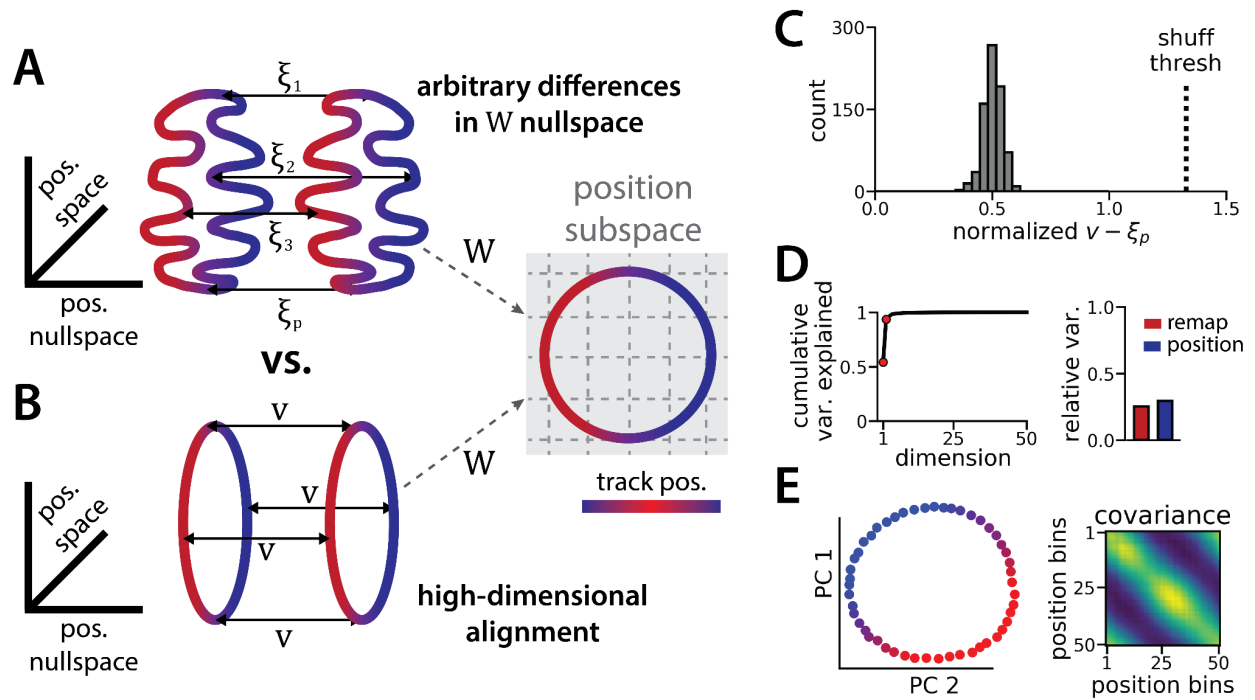 A
ξ1
arbitrary differences
in W nullspace
ξ2
ξ3
ξp
pos.
space
pos.
nullspace
W
position
subspace
vs.
B
v
v
v
v
W
pos.
space
pos.
nullspace
high-dimensional
alignment
track pos.
C
300
150
0
count
shuff
thresh
0.0
0.5
1.0
1.5
normalized v − ξp
D
cumulative
var. explained
1
0.5
0
1
25
50
dimension
relative var.
1.0
0.5
0.0
remap
position
E
PC 1
PC 2
covariance
position bins
1
25
50
1
25
50
position bins